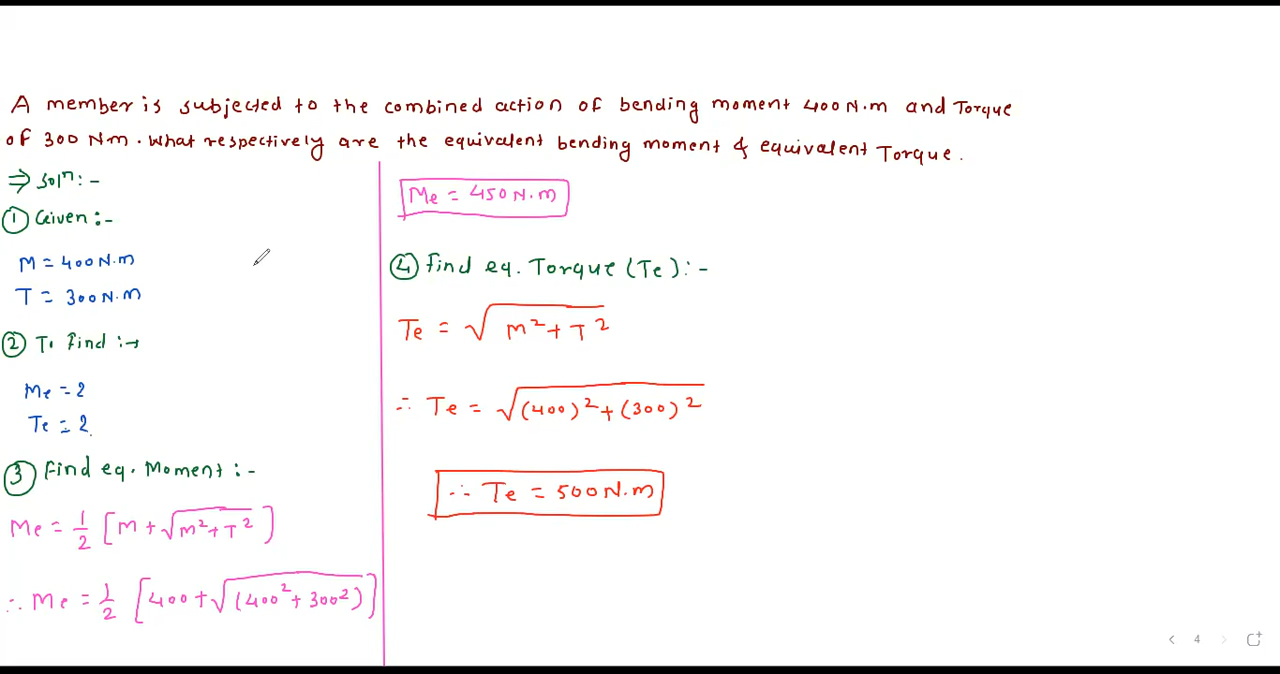 A member is subjected to the combined action of bending moment 400 N.m and Torque
of 300 Nm. What respectively are the equivalent bending moment & equivalent Torque.
⇒ Solⁿ :-
① Given :-
M = 400 N.m
T = 300 N.m
② To Find :→
Me = ?
Te = ?
③ Find eq. Moment :-
Me = 1/2 [M + √(M² + T²)]
∴ Me = 1/2 [400 + √(400² + 300²)]
Me = 450 N.m
④ Find eq. Torque (Te) :-
Te = √(M² + T²)
∴ Te = √((400)² + (300)²)
∴ Te = 500 N.m
< 4 >